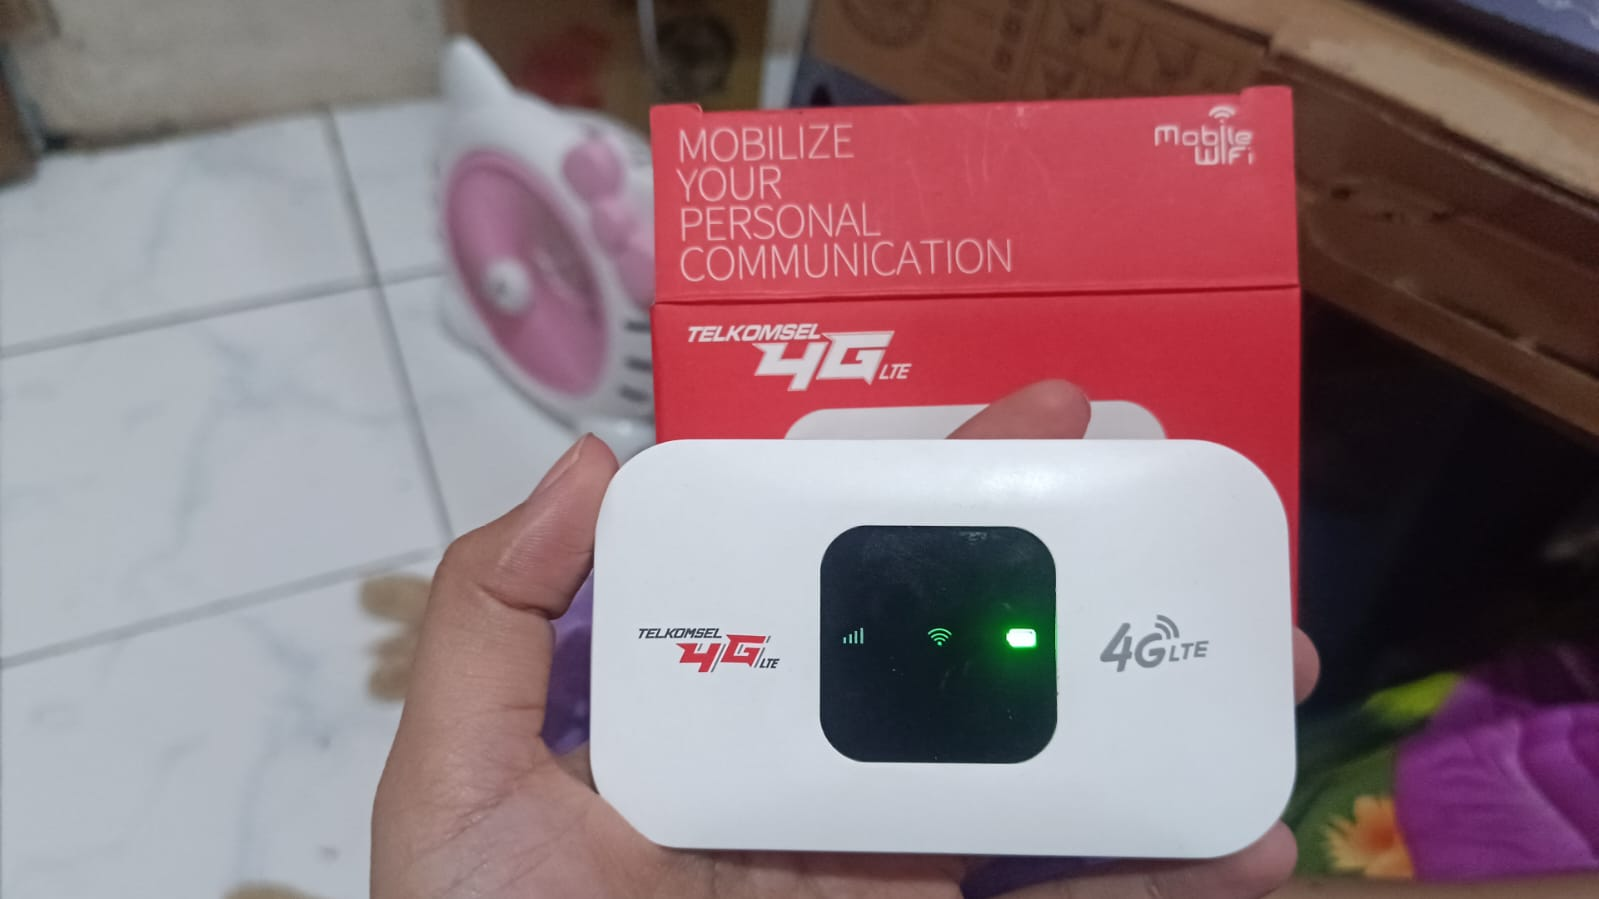 MOBILIZE
YOUR
PERSONAL
COMMUNICATION
Mobile
WiFi
TELKOMSEL
4G LTE
TELKOMSEL
4G LTE
4G LTE